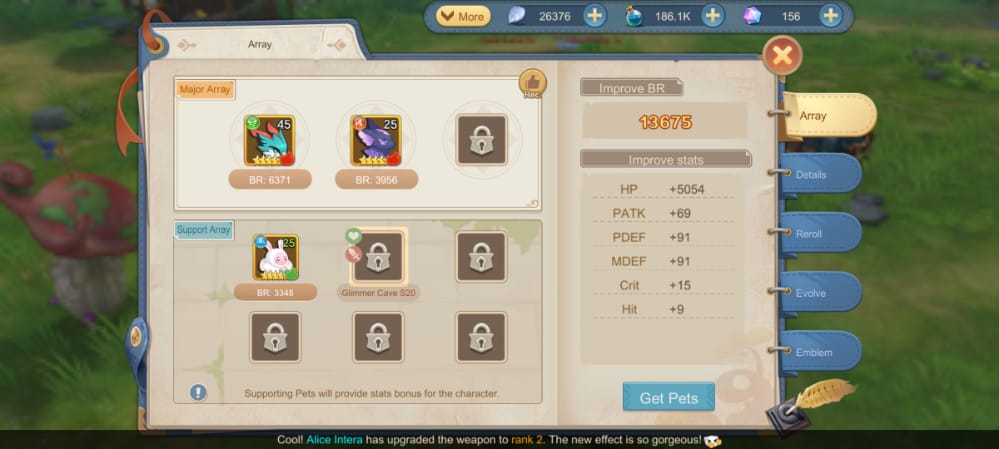 More
26376
186.1K
156
Array
Major Array
Rec
45
BR: 6371
25
BR: 3956
Support Array
25
BR: 3348
Glimmer Cave S20
Supporting Pets will provide stats bonus for the character.
Improve BR
13675
Improve stats
HP +5054
PATK +69
PDEF +91
MDEF +91
Crit +15
Hit +9
Get Pets
Array
Details
Reroll
Evolve
Emblem
Cool! Alice Intera has upgraded the weapon to rank 2. The new effect is so gorgeous!